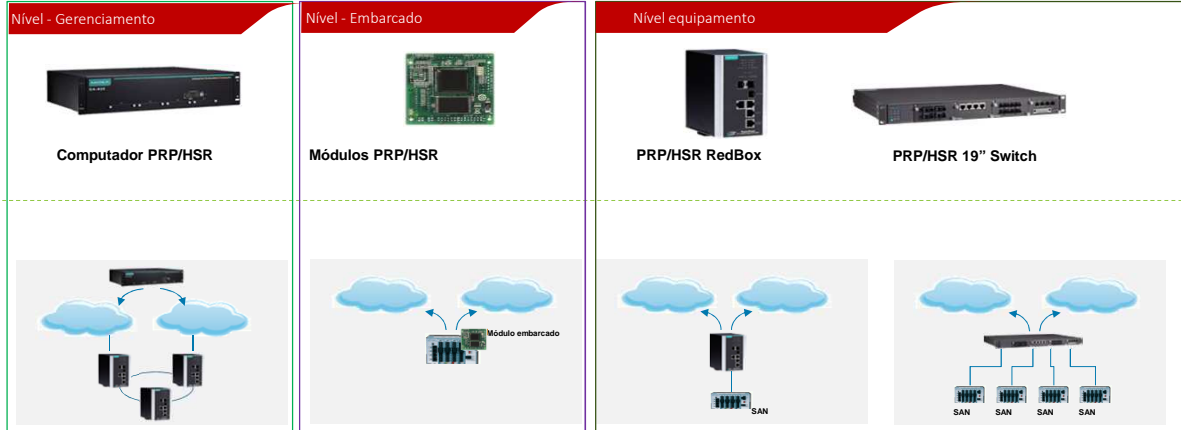 Nível - Gerenciamento
Nível - Embarcado
Nível equipamento
Computador PRP/HSR
Módulos PRP/HSR
PRP/HSR RedBox
PRP/HSR 19” Switch
Módulo embarcado
SAN
SAN
SAN
SAN
SAN